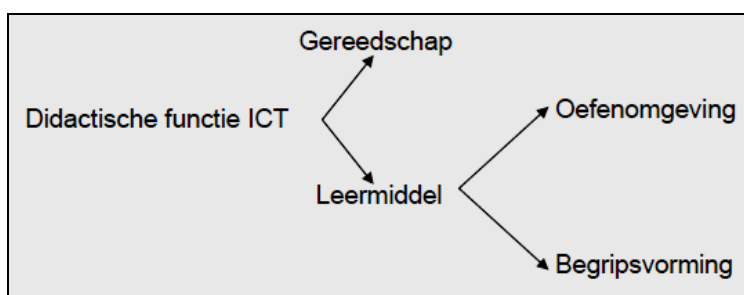 Gereedschap
Didactische functie ICT
Oefenomgeving
Leermiddel
Begripsvorming